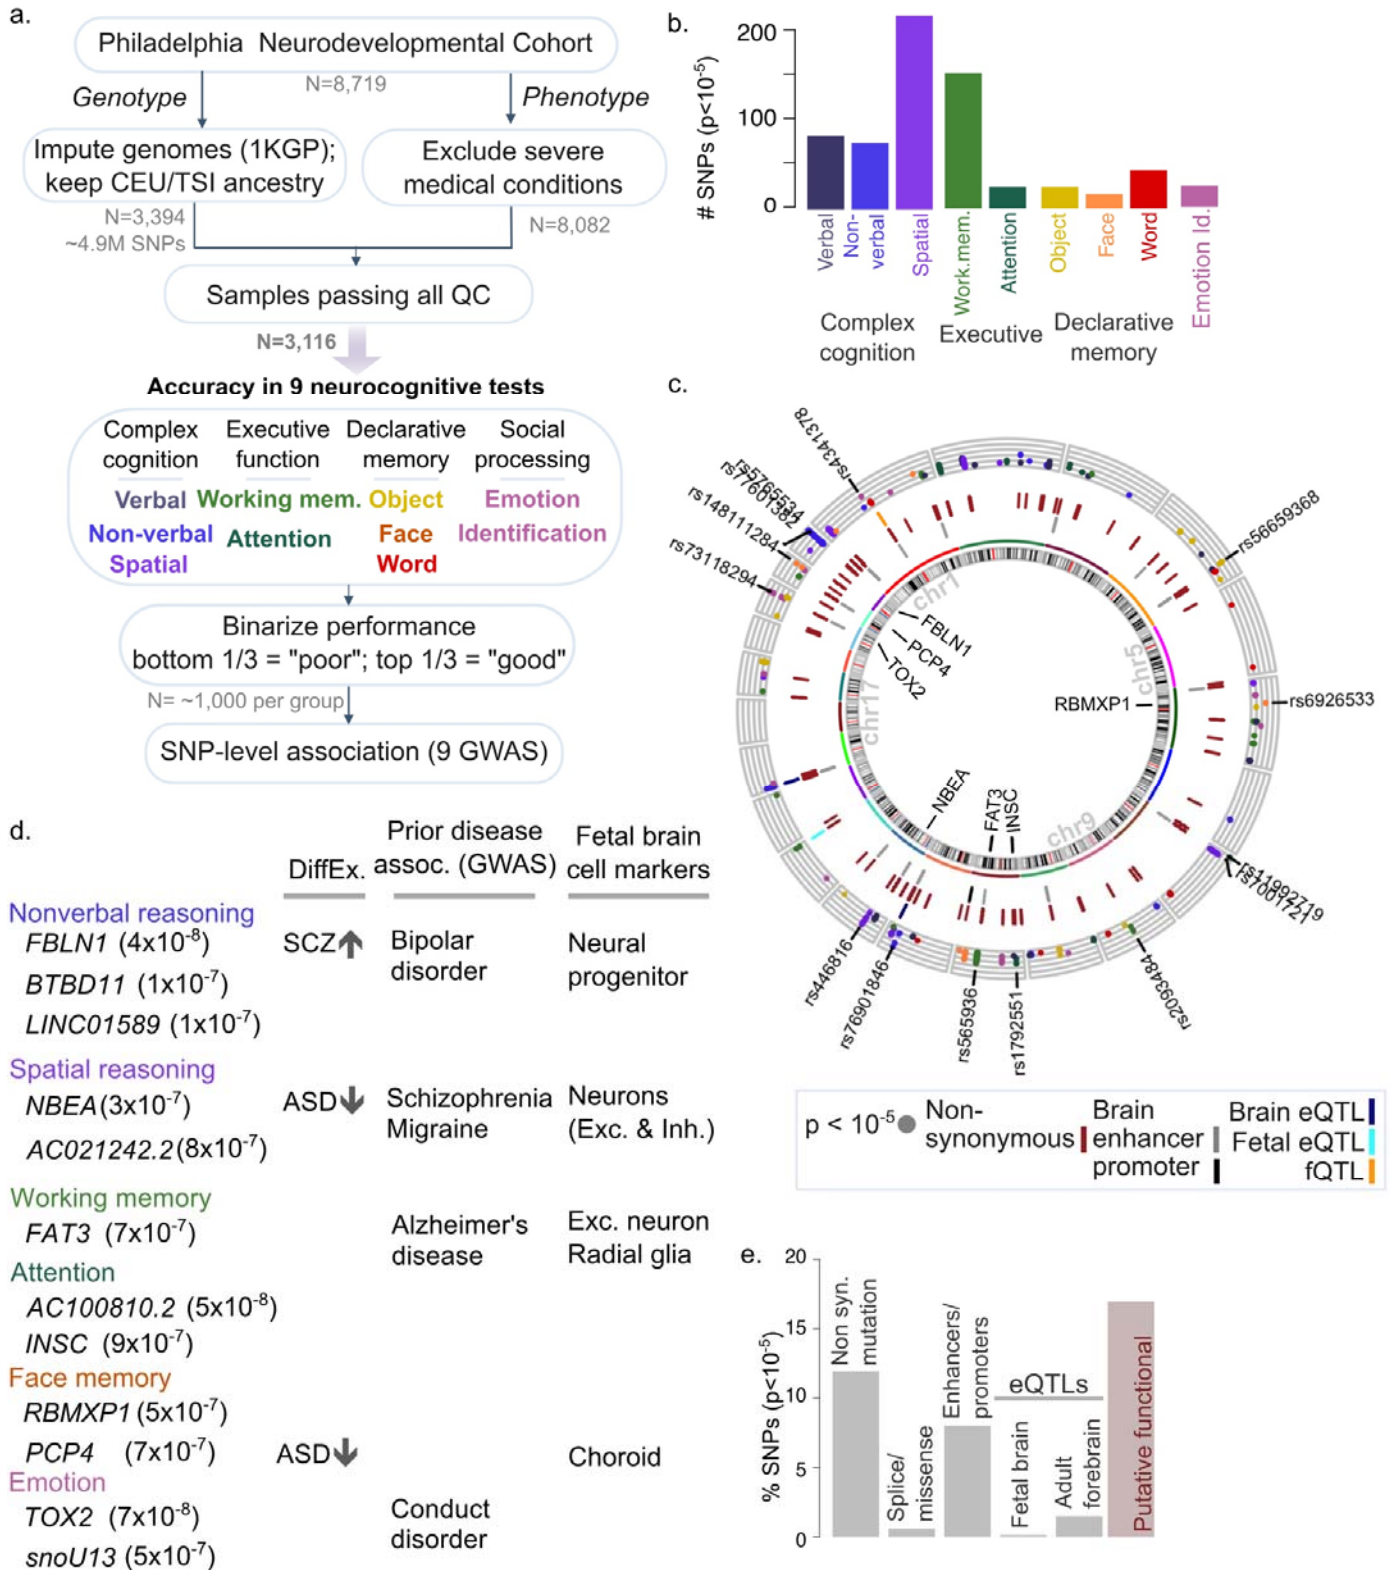 a.
Philadelphia Neurodevelopmental Cohort
N=8,719
Genotype
Phenotype
Impute genomes (1KGP);
keep CEU/TSI ancestry
Exclude severe
medical conditions
N=3,394
~4.9M SNPs
N=8,082
Samples passing all QC
N=3,116
Accuracy in 9 neurocognitive tests
Complex
cognition
Executive
function
Declarative
memory
Social
processing
Verbal
Non-verbal
Spatial
Working mem.
Attention
Object
Face
Word
Emotion
Identification
Binarize performance
bottom 1/3 = "poor"; top 1/3 = "good"
N= ~1,000 per group
SNP-level association (9 GWAS)
b.
# SNPs (p<10-5)
200
100
0
Verbal
Non-
verbal
Spatial
Work.mem.
Attention
Object
Face
Word
Emotion Id.
Complex
cognition
Executive
Declarative
memory
c.
rs4341378
rs5765534
rs77601382
rs148111284
rs73118294
rs56659368
rs6926533
rs11992719
rs7001721
rs2093484
rs1792551
rs565936
rs76901846
rs446816
chr1
chr5
chr9
chr17
FBLN1
PCP4
TOX2
RBMXP1
NBEA
FAT3
INSC
p < 10-5
Non-
synonymous
Brain
enhancer
promoter
Brain eQTL
Fetal eQTL
fQTL
d.
DiffEx.
Prior disease
assoc. (GWAS)
Fetal brain
cell markers
Nonverbal reasoning
FBLN1 (4x10-8)
SCZ
Bipolar
disorder
Neural
progenitor
BTBD11 (1x10-7)
LINC01589 (1x10-7)
Spatial reasoning
NBEA(3x10-7)
ASD
Schizophrenia
Migraine
Neurons
(Exc. & Inh.)
AC021242.2(8x10-7)
Working memory
FAT3 (7x10-7)
Alzheimer's
disease
Exc. neuron
Radial glia
Attention
AC100810.2 (5x10-8)
INSC (9x10-7)
Face memory
RBMXP1 (5x10-7)
PCP4 (7x10-7)
ASD
Choroid
Emotion
TOX2 (7x10-8)
Conduct
disorder
snoU13 (5x10-7)
e.
% SNPs (p<10-5)
20
15
10
5
0
Non syn.
mutation
Splice/
missense
Enhancers/
promoters
eQTLs
Fetal brain
Adult
forebrain
Putative functional